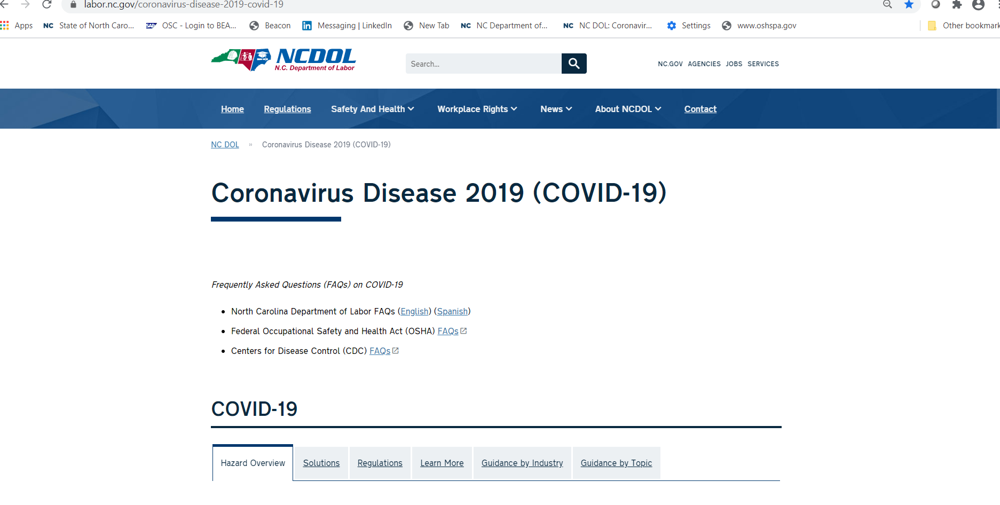 labor.nc.gov/coronavirus-disease-2019-covid-19
Apps NC State of North Caro... SAP OSC - Login to BEA... Beacon in Messaging | LinkedIn New Tab NC NC Department of... NC NC DOL: Coronavir... Settings www.oshspa.gov Other bookmark
NCDOL
N.C. Department of Labor
Search...
NC.GOV AGENCIES JOBS SERVICES
Home Regulations Safety And Health Workplace Rights News About NCDOL Contact
NC DOL » Coronavirus Disease 2019 (COVID-19)
Coronavirus Disease 2019 (COVID-19)
Frequently Asked Questions (FAQs) on COVID-19
• North Carolina Department of Labor FAQs (English) (Spanish)
• Federal Occupational Safety and Health Act (OSHA) FAQs
• Centers for Disease Control (CDC) FAQs
COVID-19
Hazard Overview Solutions Regulations Learn More Guidance by Industry Guidance by Topic